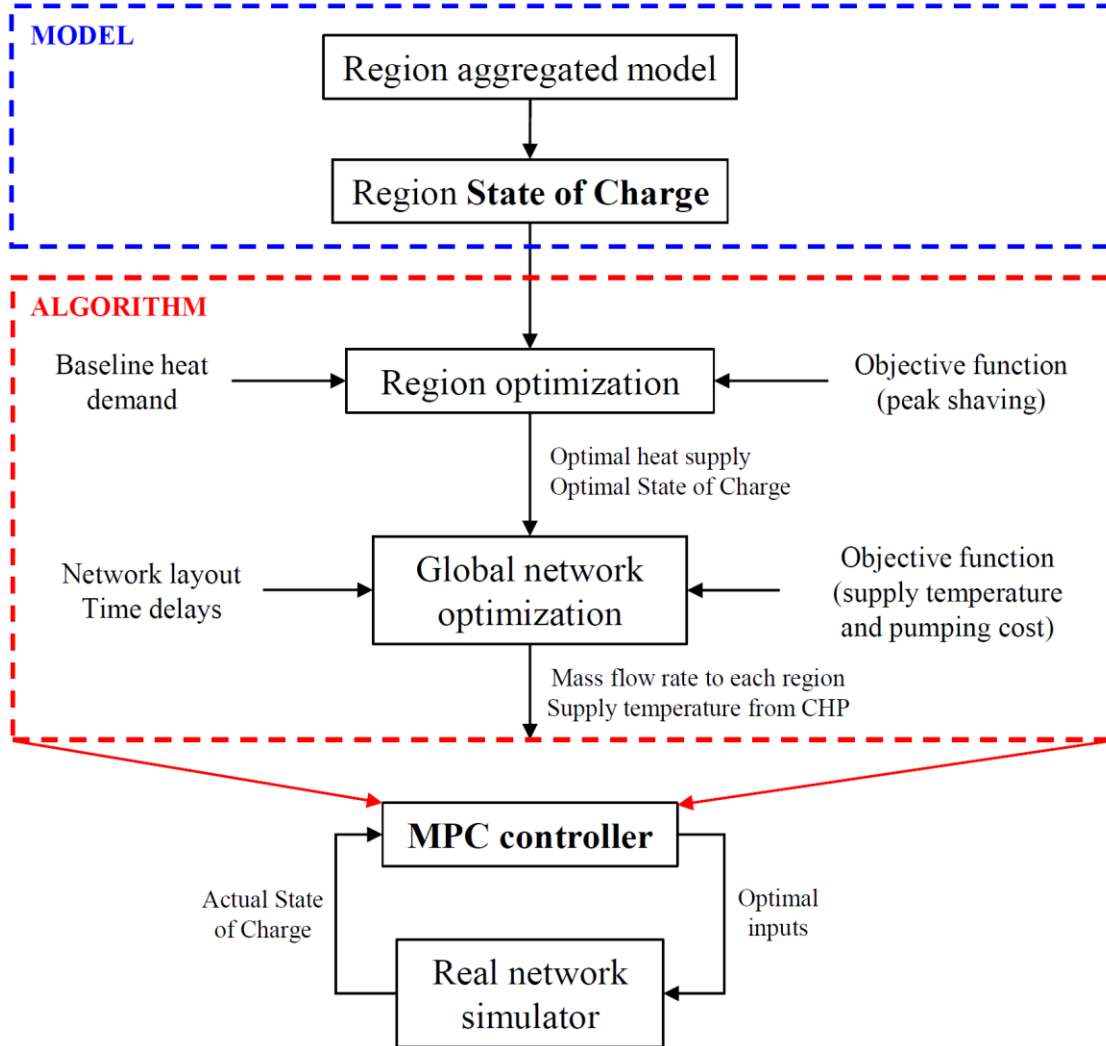 MODEL
Region aggregated model
Region State of Charge
ALGORITHM
Baseline heat
demand
Region optimization
Objective function
(peak shaving)
Optimal heat supply
Optimal State of Charge
Network layout
Time delays
Global network
optimization
Objective function
(supply temperature
and pumping cost)
Mass flow rate to each region
Supply temperature from CHP
MPC controller
Actual State
of Charge
Optimal
inputs
Real network
simulator